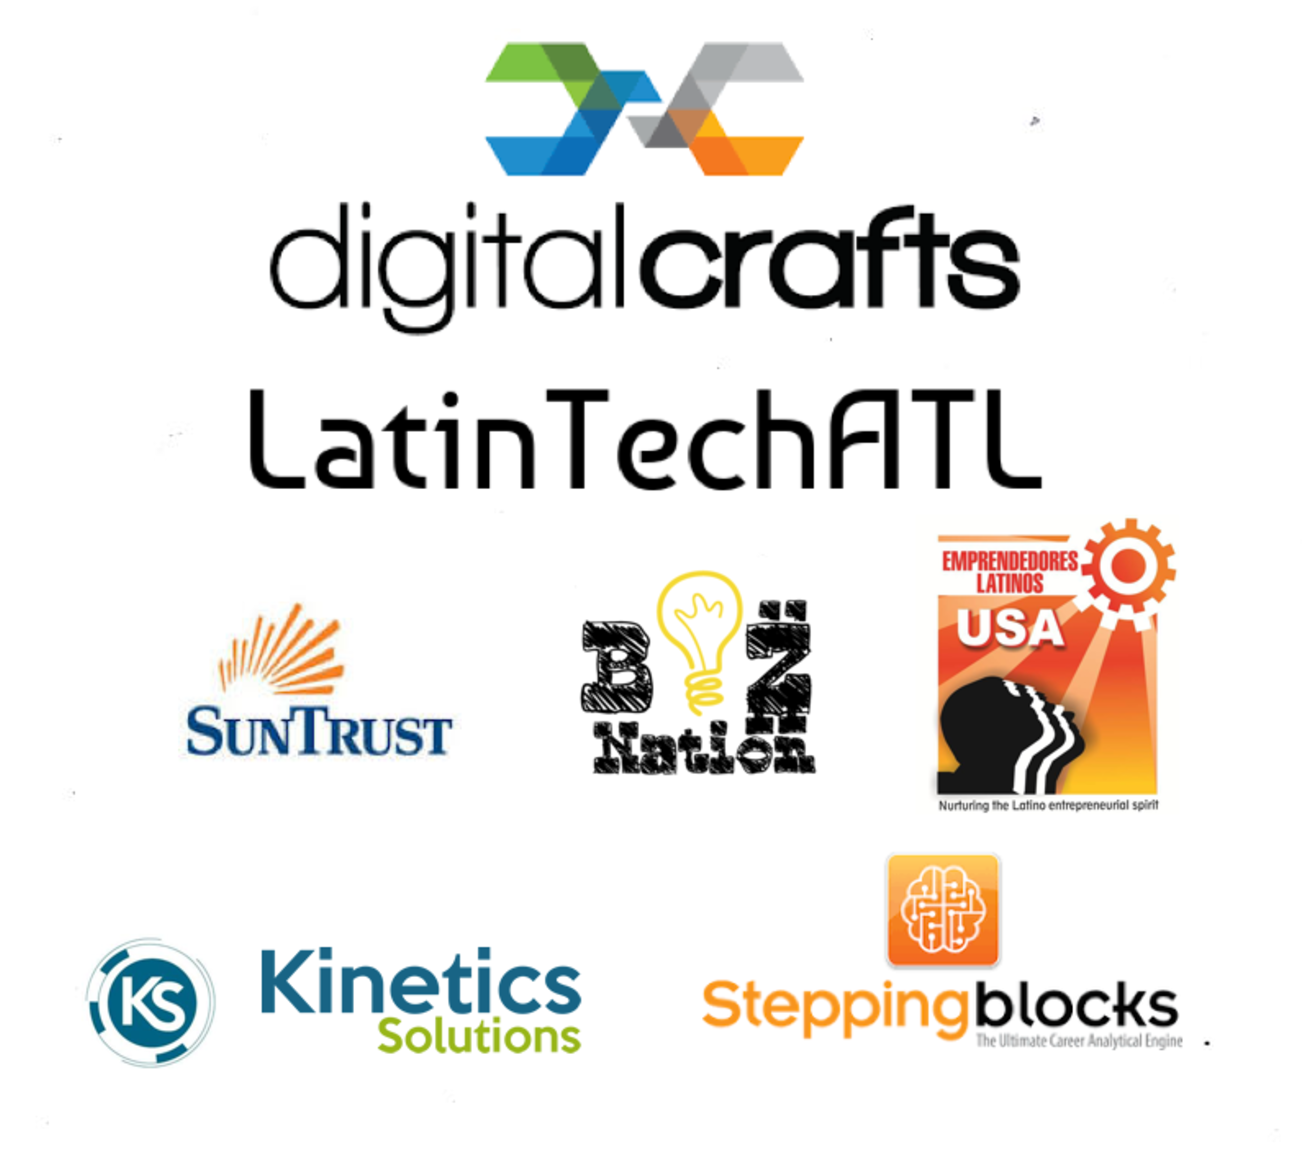 digitalcrafts
LatinTechATL
SUNTRUST
BIZ
Nation
EMPRENDEDORES
LATINOS
USA
Nurturing the Latino entrepreneurial spirit
KS
Kinetics
Solutions
Steppingblocks
The Ultimate Career Analytical Engine